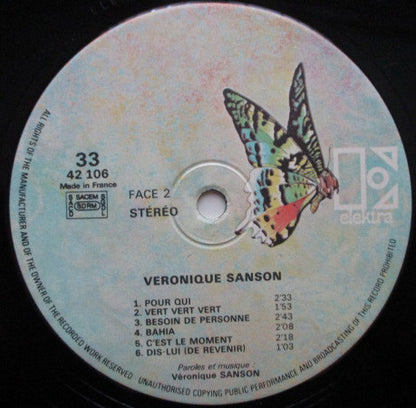 ALL RIGHTS OF THE MANUFACTURER AND OF THE OWNER OF THE RECORDED WORK RESERVED. UNAUTHORISED COPYING PUBLIC PERFORMANCE AND BROADCASTING OF THIS RECORD PROHIBITED
33
42 106
Made in France
SACEM
SDRM
FACE 2
STÉRÉO
elektra
VERONIQUE SANSON
1. POUR QUI 2'33
2. VERT VERT VERT 1'53
3. BESOIN DE PERSONNE 2'43
4. BAHIA 2'08
5. C'EST LE MOMENT 2'18
6. DIS-LUI (DE REVENIR) 1'03
Paroles et musique :
Véronique SANSON